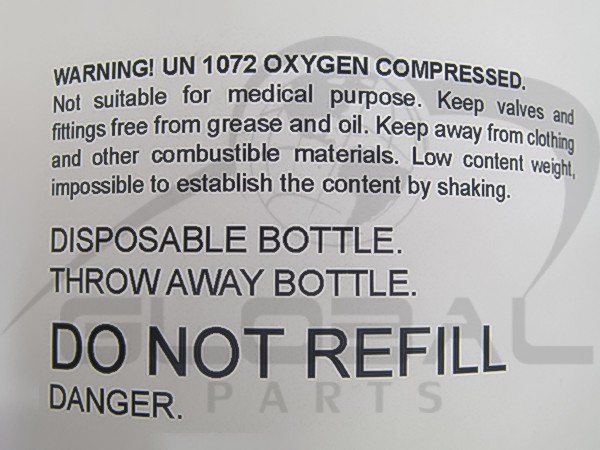 WARNING! UN 1072 OXYGEN COMPRESSED.
Not suitable for medical purpose. Keep valves and
fittings free from grease and oil. Keep away from clothing
and other combustible materials. Low content weight,
impossible to establish the content by shaking.
DISPOSABLE BOTTLE.
THROW AWAY BOTTLE.
DO NOT REFILL
DANGER.
GLOBAL
PARTS